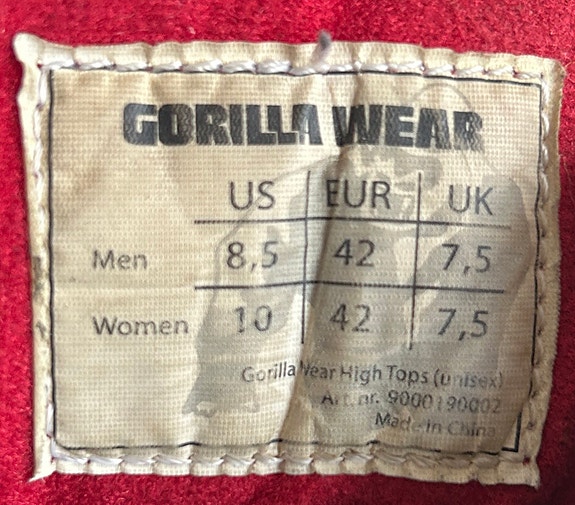 GORILLA WEAR
US EUR UK
Men 8,5 42 7,5
Women 10 42 7,5
Gorilla Wear High Tops (unisex)
Art. nr. 9000190002
Made in China